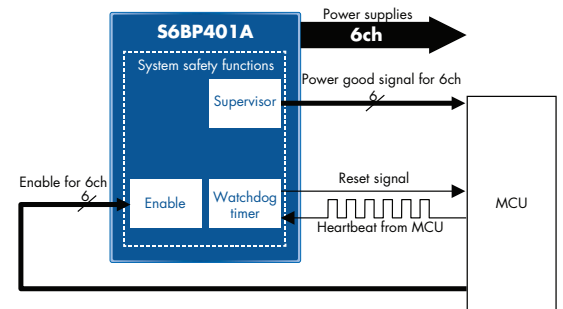 Power supplies
S6BP401A
6ch
System safety functions
Power good signal for 6ch
Supervisor
6
Enable for 6ch
6
Reset signal
Enable
Watchdog
timer
MCU
Heartbeat from MCU